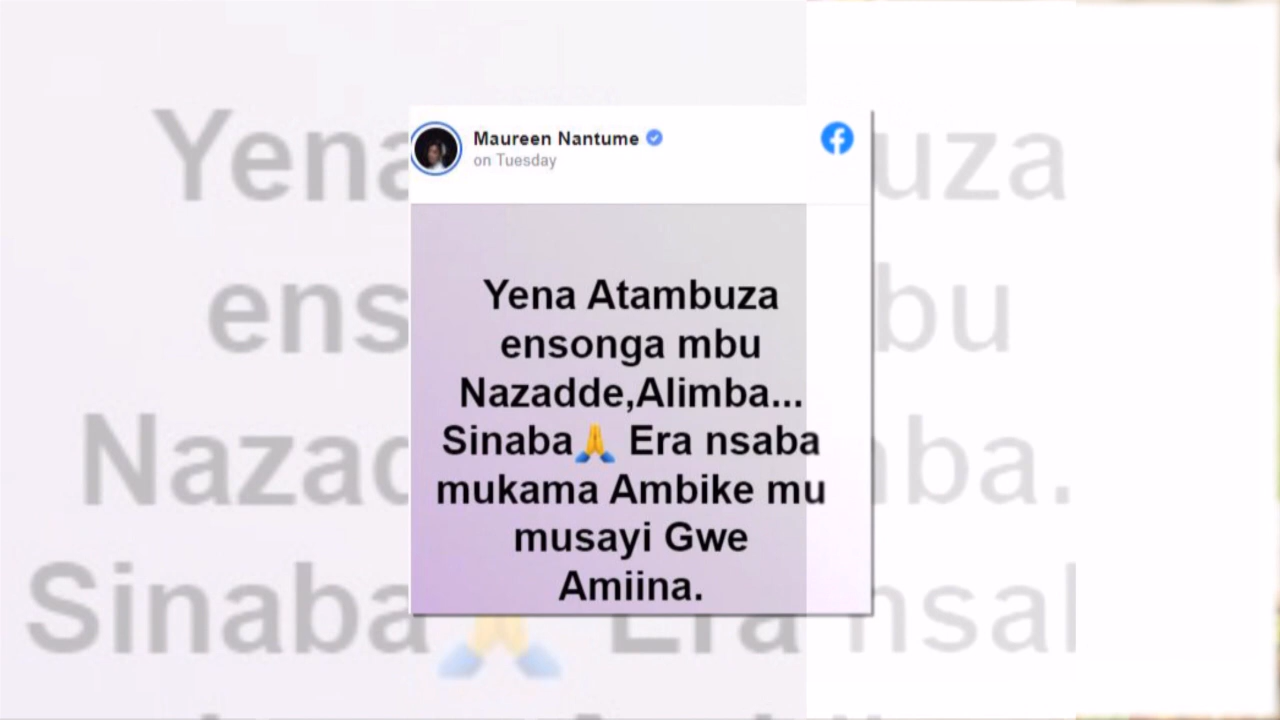 Maureen Nantume
on Tuesday
Yena Atambuza
ensonga mbu
Nazadde,Alimba...
Sinaba🙏 Era nsaba
mukama Ambike mu
musayi Gwe
Amiina.